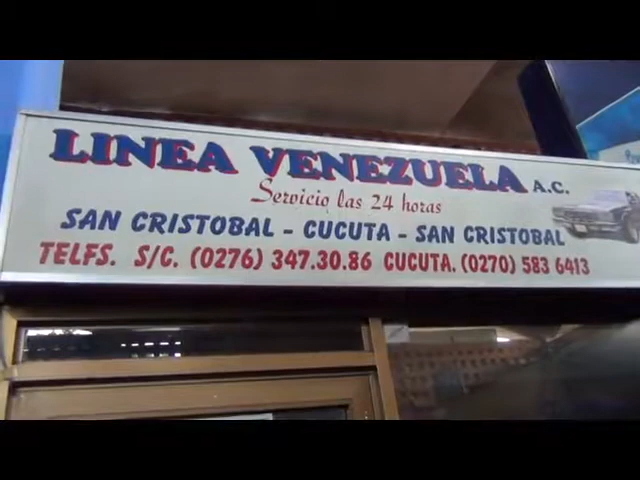 LINEA VENEZUELA A.C.
Servicio las 24 horas
SAN CRISTOBAL - CUCUTA - SAN CRISTOBAL
TELFS. S/C. (0276) 347.30.86 CUCUTA. (0270) 583 6413